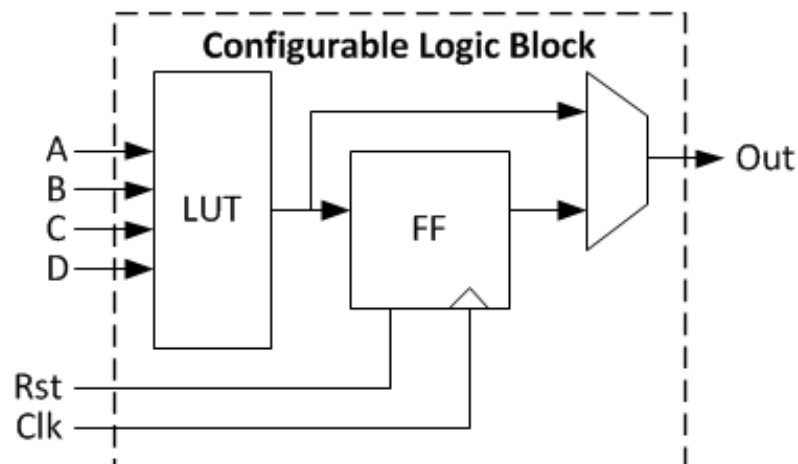 Configurable Logic Block
A
B
C
D
LUT
FF
Out
Rst
Clk